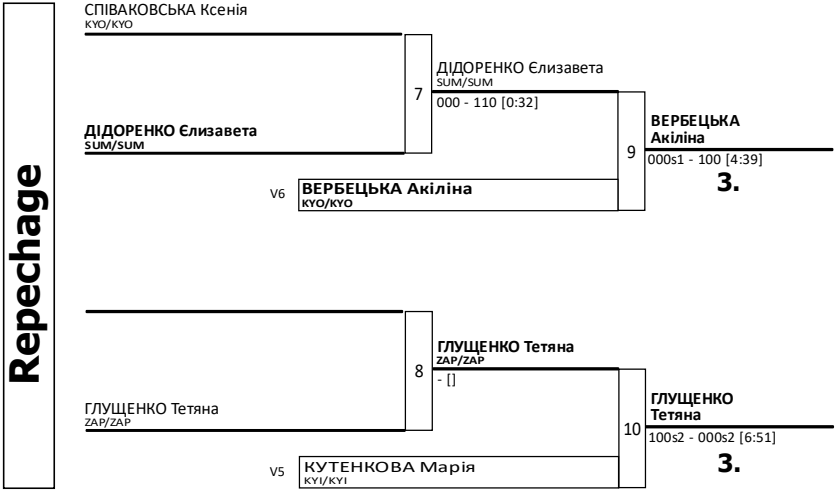 Repechage
СПІВАКОВСЬКА Ксенія
KYO/KYO
7
ДІДОРЕНКО Єлизавета
SUM/SUM
000 - 110 [0:32]
ДІДОРЕНКО Єлизавета
SUM/SUM
9
ВЕРБЕЦЬКА
Акіліна
000s1 - 100 [4:39]
3.
V6 ВЕРБЕЦЬКА Акіліна
KYO/KYO
8
ГЛУЩЕНКО Тетяна
ZAP/ZAP
- []
ГЛУЩЕНКО Тетяна
ZAP/ZAP
10
ГЛУЩЕНКО
Тетяна
100s2 - 000s2 [6:51]
3.
V5 КУТЕНКОВА Марія
KYI/KYI